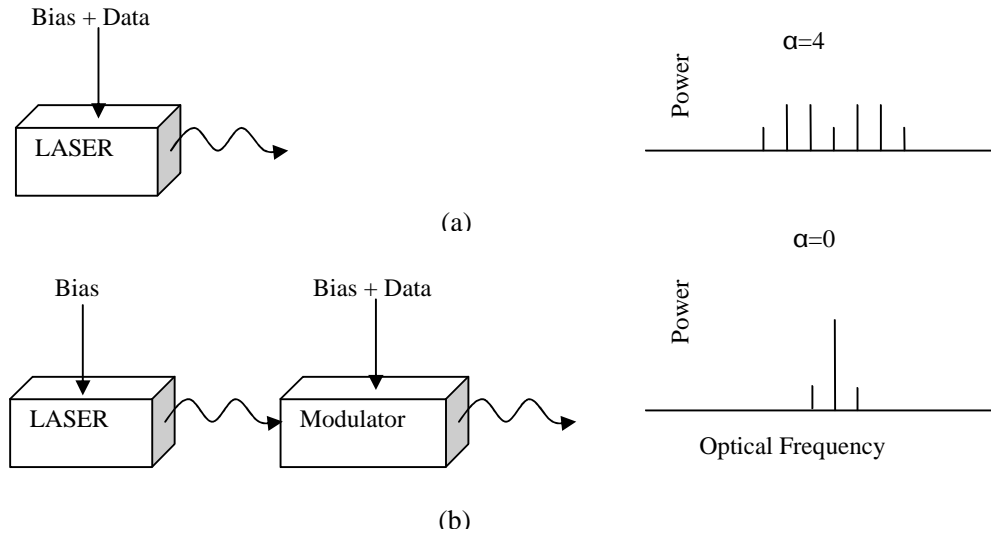 Bias + Data
LASER
α=4
Power
(a)
Bias
Bias + Data
LASER
Modulator
α=0
Power
Optical Frequency
(b)